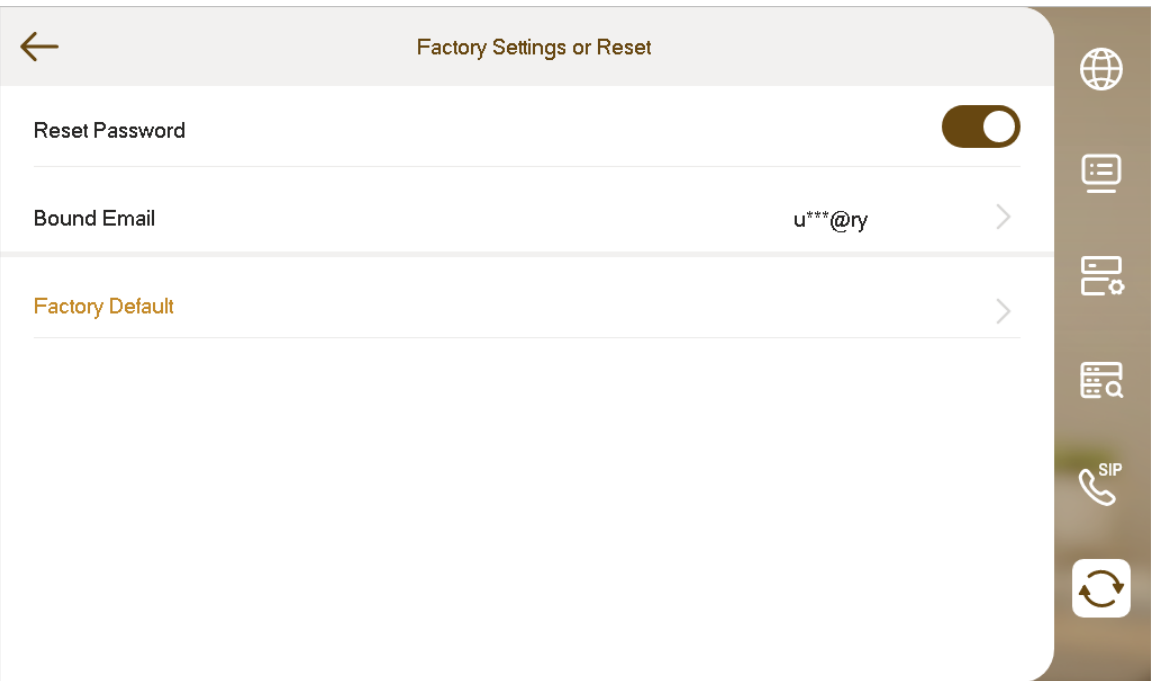 Factory Settings or Reset
Reset Password
Bound Email
u***@ry
Factory Default
SIP